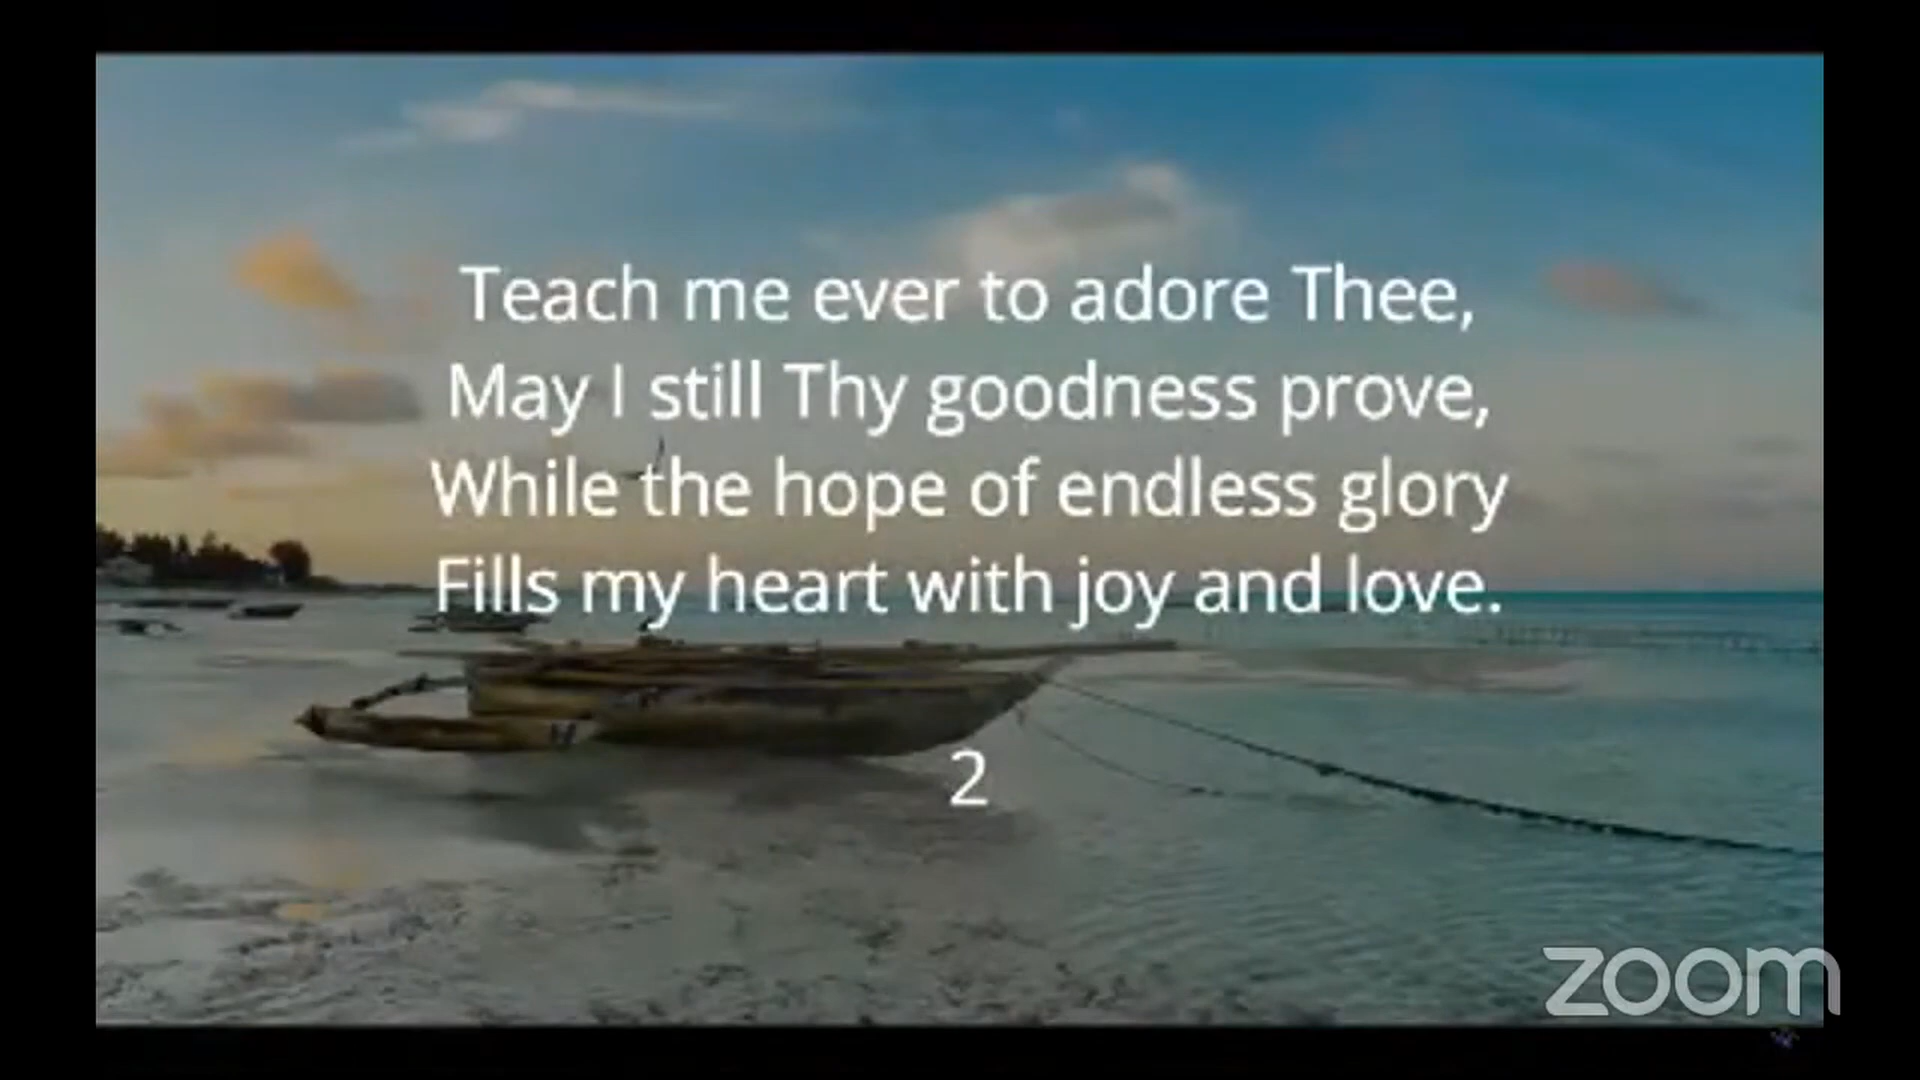 Teach me ever to adore Thee,
May I still Thy goodness prove,
While the hope of endless glory
Fills my heart with joy and love.
2
zoom